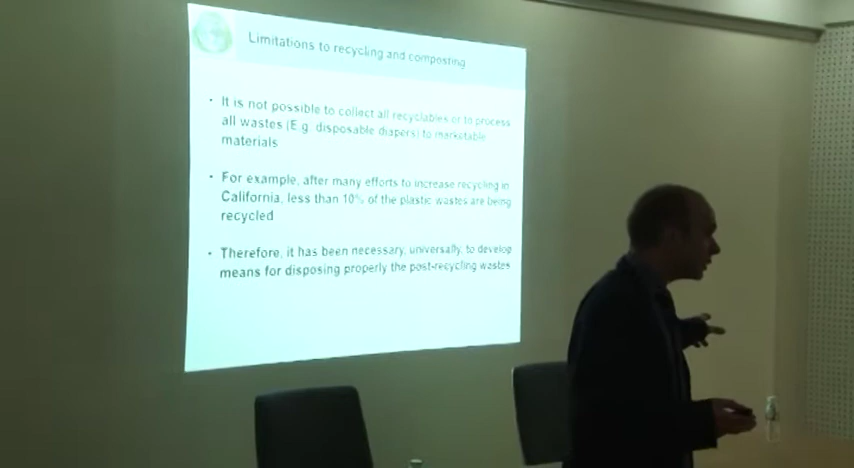 Limitations to recycling and composting
• It is not possible to collect all recyclables or to process
all wastes (E.g. disposable diapers) to marketable
materials
• For example, after many efforts to increase recycling in
California, less than 10% of the plastic wastes are being
recycled
• Therefore, it has been necessary, universally, to develop
means for disposing properly the post-recycling wastes